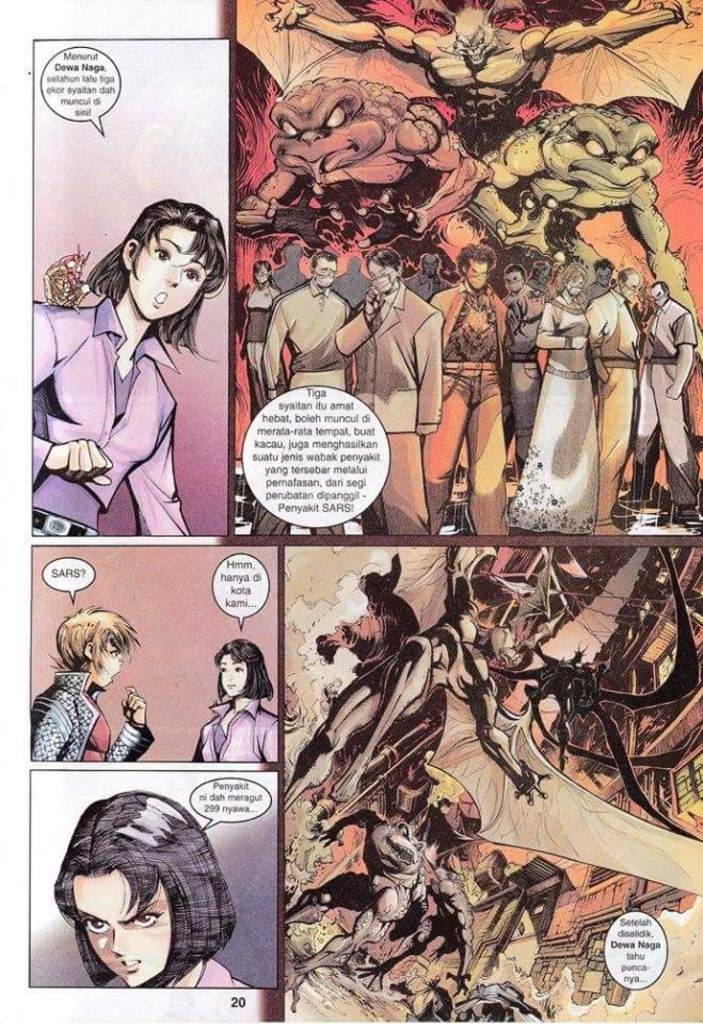 Menurut
Dewa Naga,
setahun lalu tiga
ekor syaitan dah
muncul di
sini!
Tiga
syaitan itu amat
hebat, boleh muncul di
merata-rata tempat, buat
kacau, juga menghasilkan
suatu jenis wabak penyakit
yang tersebar melalui
pernafasan, dari segi
perubatan dipanggil -
Penyakit SARS!
SARS?
Hmm,
hanya di
kota
kami...
Penyakit
ni dah meragut
299 nyawa...
Setelah
diselidik,
Dewa Naga
tahu
punca-
nya...
20